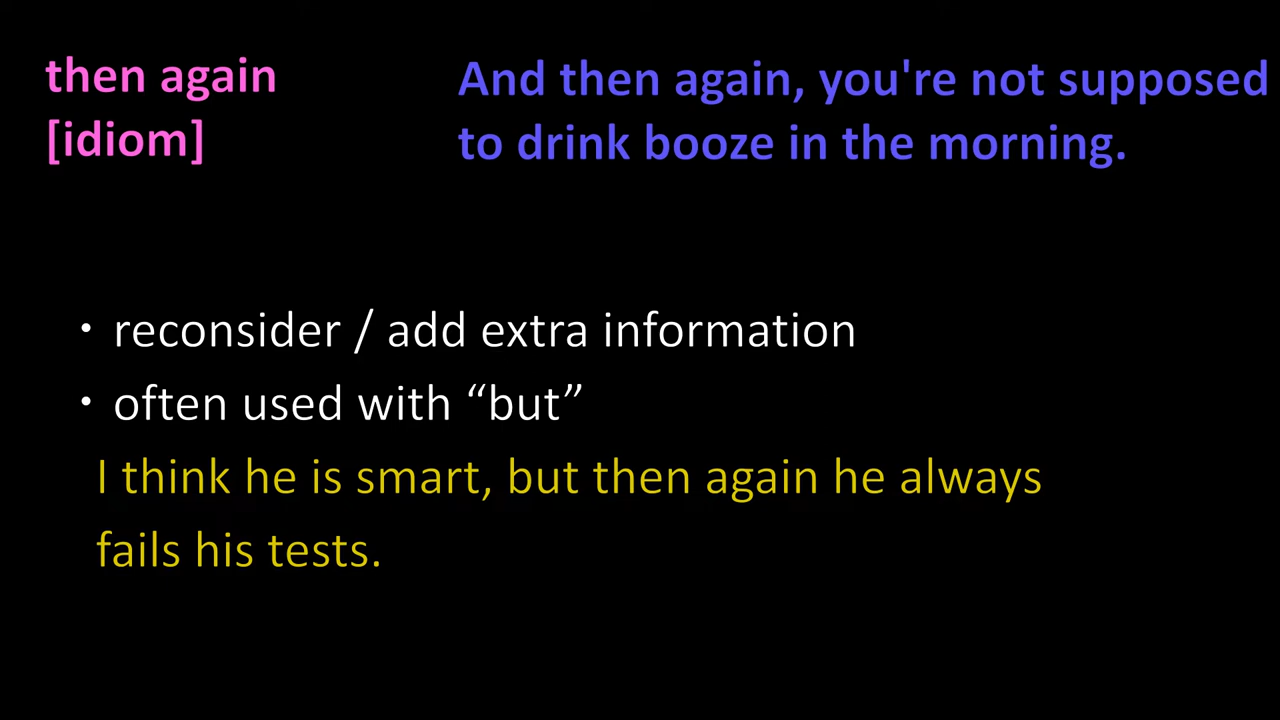 then again
[idiom]
And then again, you're not supposed
to drink booze in the morning.
• reconsider / add extra information
• often used with “but”
I think he is smart, but then again he always
fails his tests.